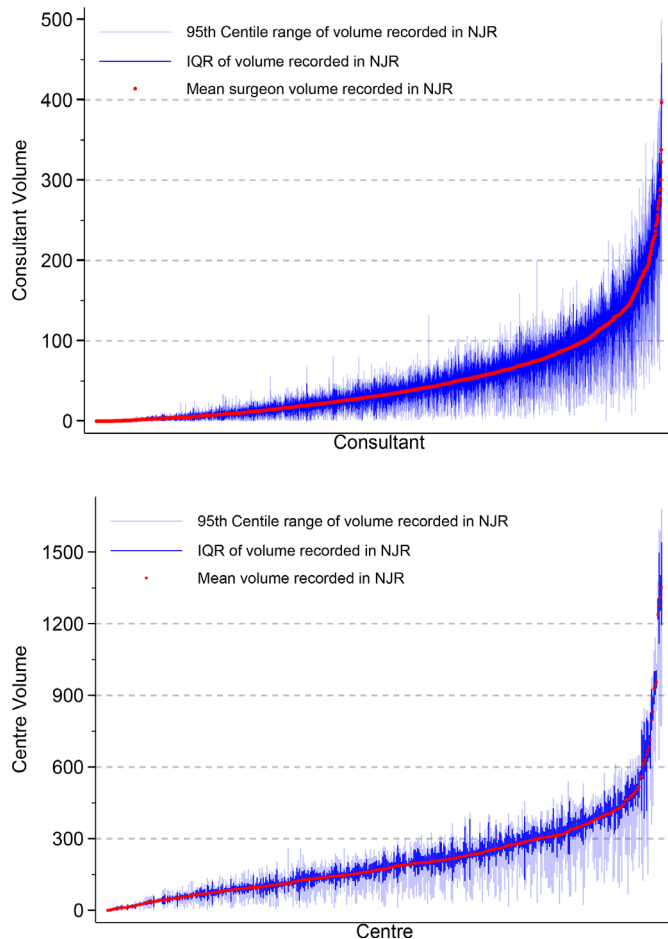 500
95th Centile range of volume recorded in NJR
IQR of volume recorded in NJR
Mean surgeon volume recorded in NJR
400
300
200
100
0
Consultant Volume
Consultant
95th Centile range of volume recorded in NJR
1500
IQR of volume recorded in NJR
Mean volume recorded in NJR
1200
900
600
300
0
Centre Volume
Centre